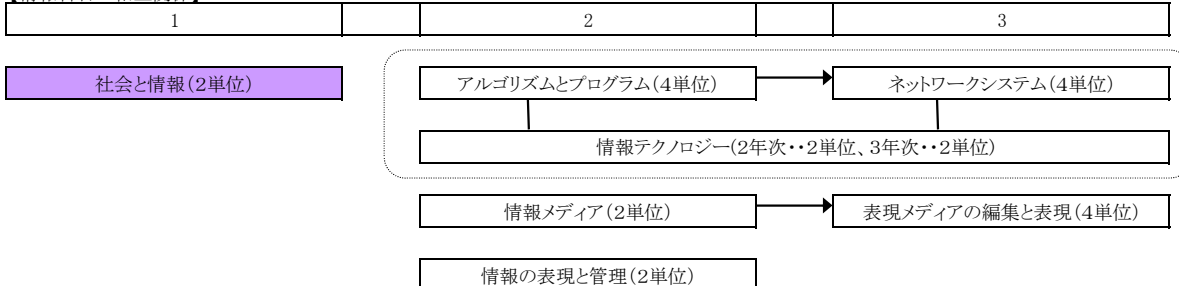 1 2 3
社会と情報(2単位) アルゴリズムとプログラム(4単位) ネットワークシステム(4単位)
情報テクノロジー(2年次・・2単位、3年次・・2単位)
情報メディア(2単位) 表現メディアの編集と表現(4単位)
情報の表現と管理(2単位)